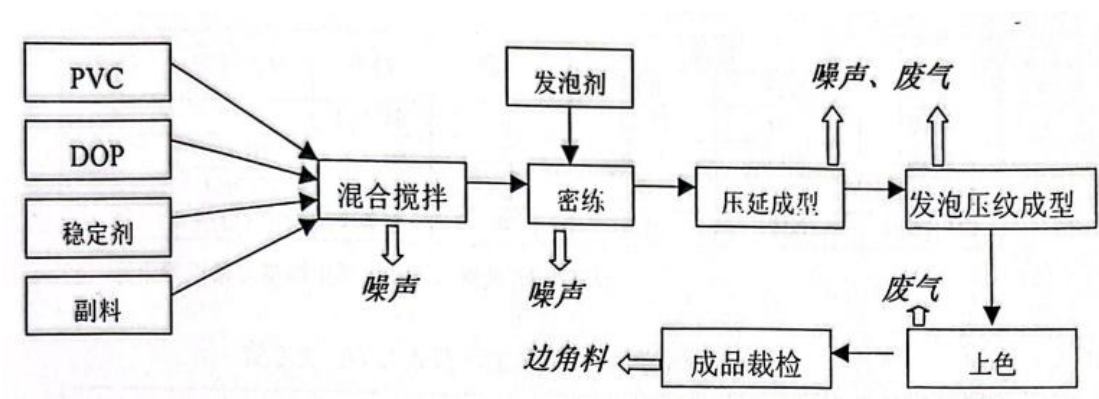 PVC
DOP
稳定剂
副料
混合搅拌
噪声
发泡剂
密练
噪声
压延成型
噪声、废气
发泡压纹成型
废气
上色
成品裁检
边角料